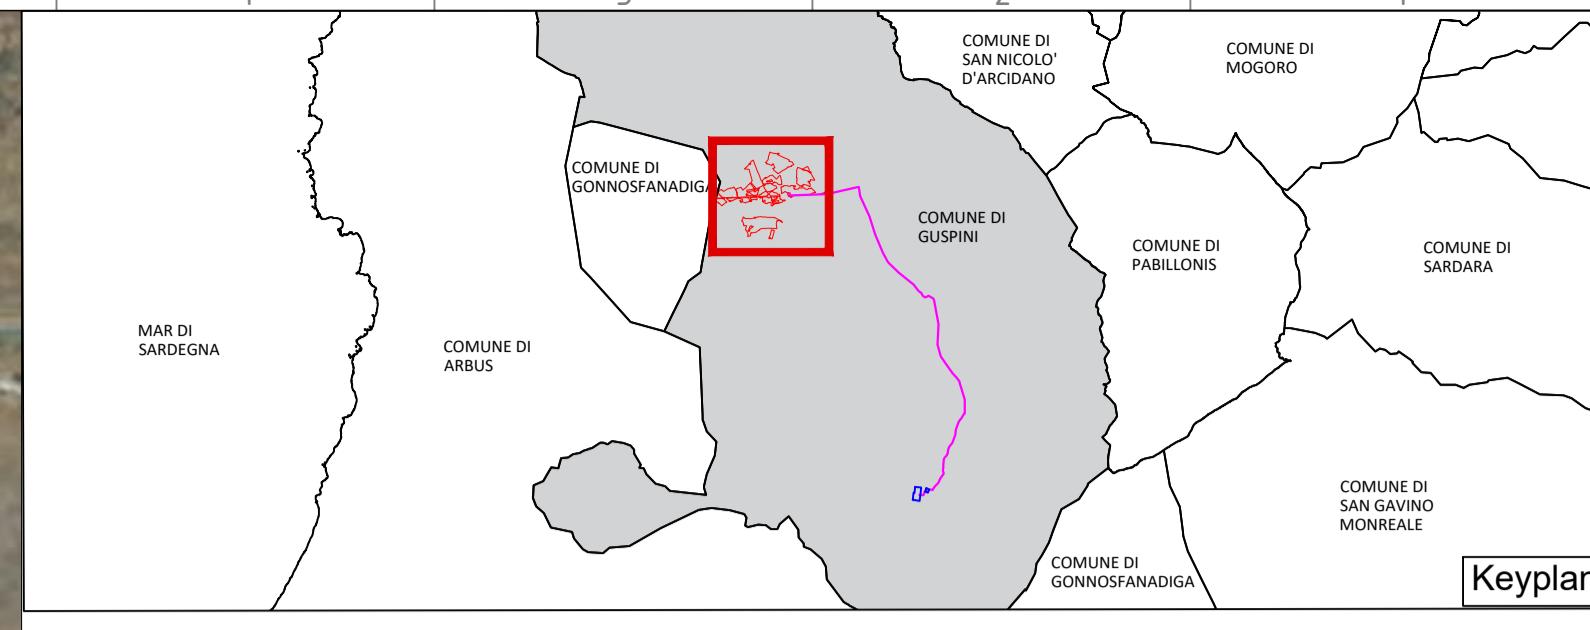 COMUNE DI
SAN NICOLO'
D'ARCIDANO
COMUNE DI
MOGORO
COMUNE DI
GONNOSFANADIGA
COMUNE DI
GUSPINI
COMUNE DI
PABILLONIS
COMUNE DI
SARDARA
MAR DI
SARDEGNA
COMUNE DI
ARBUS
COMUNE DI
SAN GAVINO
MONREALE
COMUNE DI
GONNOSFANADIGA
Keyplan